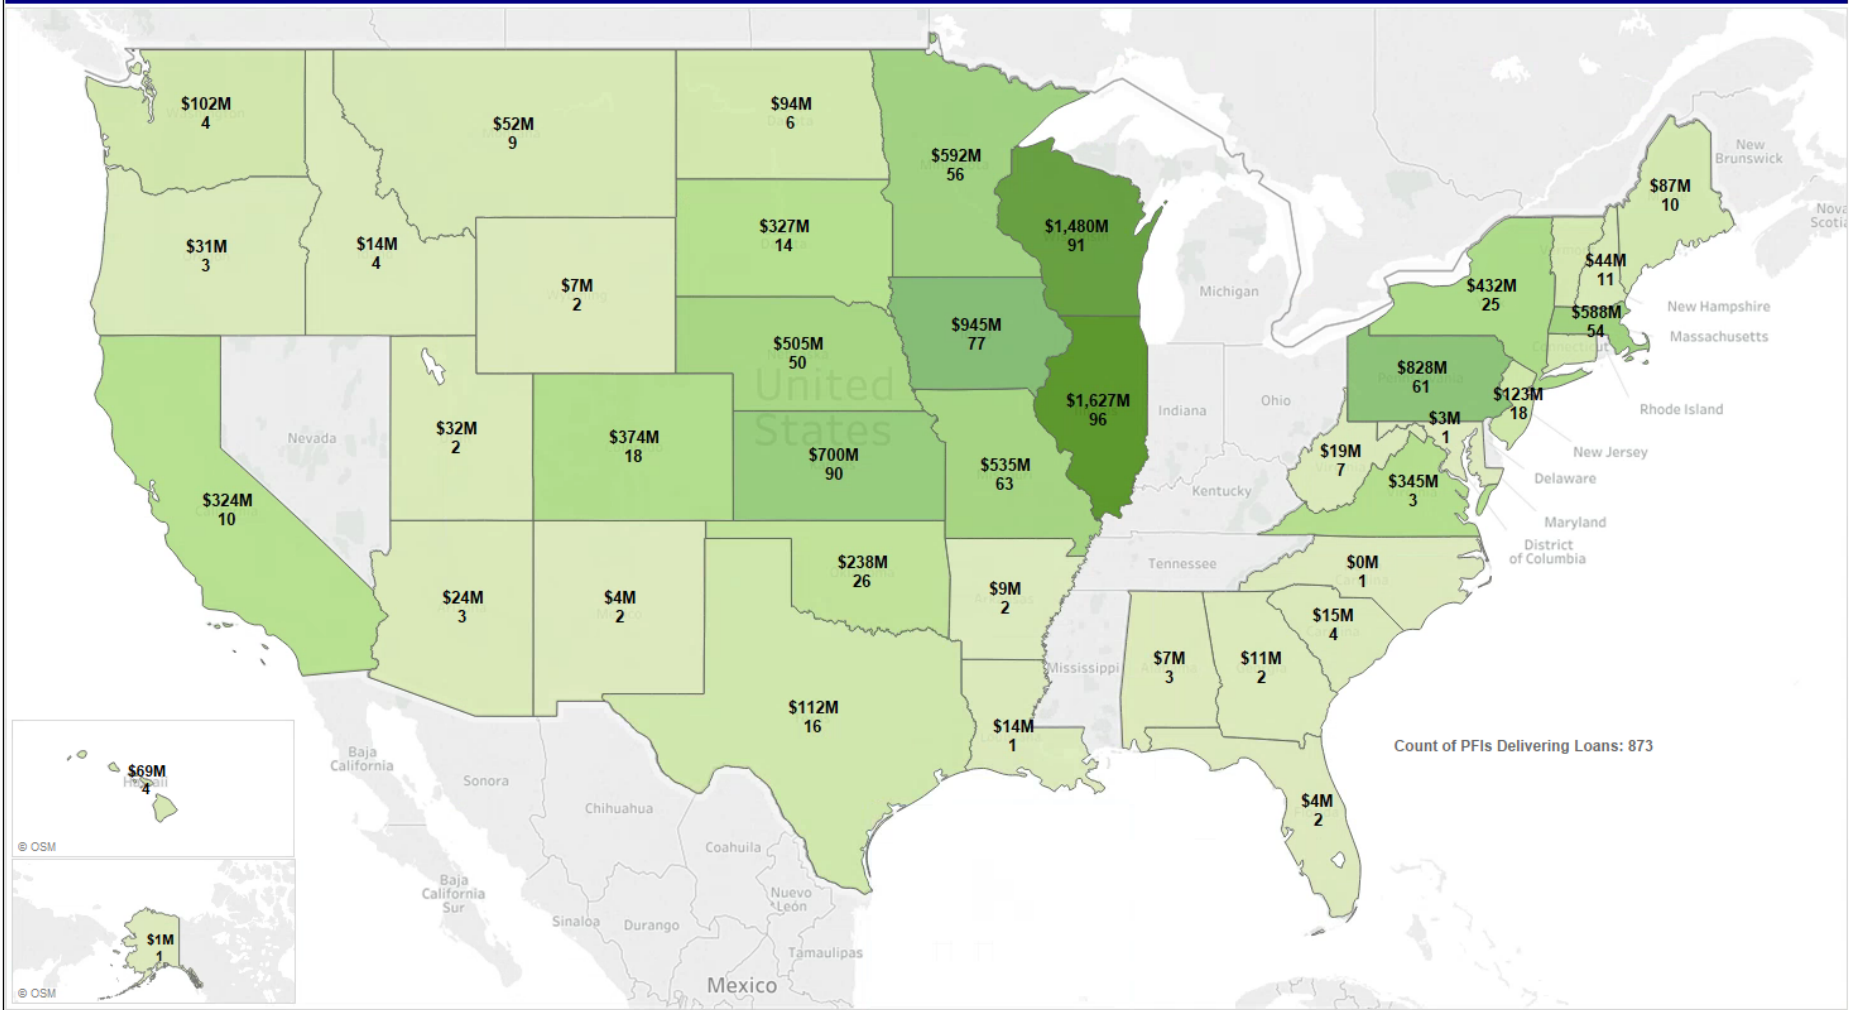 $102M
4
$52M
9
$94M
6
$592M
56
$1,480M
91
$87M
10
New
Brunswick
Nova
Scotia
$31M
3
$14M
4
$7M
2
$327M
14
Michigan
$432M
25
$44M
11
New Hampshire
$588M
54
Massachusetts
$505M
50
$945M
77
$828M
61
$123M
18
Rhode Island
United
States
$1,627M
96
Indiana
Ohio
$3M
1
New Jersey
Nevada
$32M
2
$374M
18
$700M
90
$535M
63
Kentucky
$19M
7
$345M
3
Delaware
Maryland
District
of Columbia
$324M
10
$24M
3
$4M
2
$238M
26
$9M
2
Tennessee
$0M
1
$15M
4
Mississippi
$7M
3
$11M
2
$112M
16
$14M
1
Count of PFIs Delivering Loans: 873
$4M
2
$69M
4
Hawaii
© OSM
$1M
1
© OSM
Baja
California
Sonora
Chihuahua
Coahuila
Baja
California
Sur
Nuevo
León
Sinaloa
Durango
Tamaulipas
Mexico